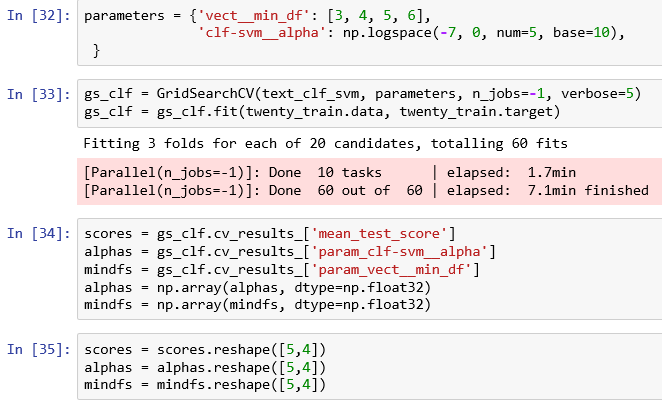 In [32]: parameters = {'vect__min_df': [3, 4, 5, 6],
'clf-svm__alpha': np.logspace(-7, 0, num=5, base=10),
}
In [33]: gs_clf = GridSearchCV(text_clf_svm, parameters, n_jobs=-1, verbose=5)
gs_clf = gs_clf.fit(twenty_train.data, twenty_train.target)
Fitting 3 folds for each of 20 candidates, totalling 60 fits
[Parallel(n_jobs=-1)]: Done  10 tasks      | elapsed:  1.7min
[Parallel(n_jobs=-1)]: Done  60 out of  60 | elapsed:  7.1min finished
In [34]: scores = gs_clf.cv_results_['mean_test_score']
alphas = gs_clf.cv_results_['param_clf-svm__alpha']
mindfs = gs_clf.cv_results_['param_vect__min_df']
alphas = np.array(alphas, dtype=np.float32)
mindfs = np.array(mindfs, dtype=np.float32)
In [35]: scores = scores.reshape([5,4])
alphas = alphas.reshape([5,4])
mindfs = mindfs.reshape([5,4])